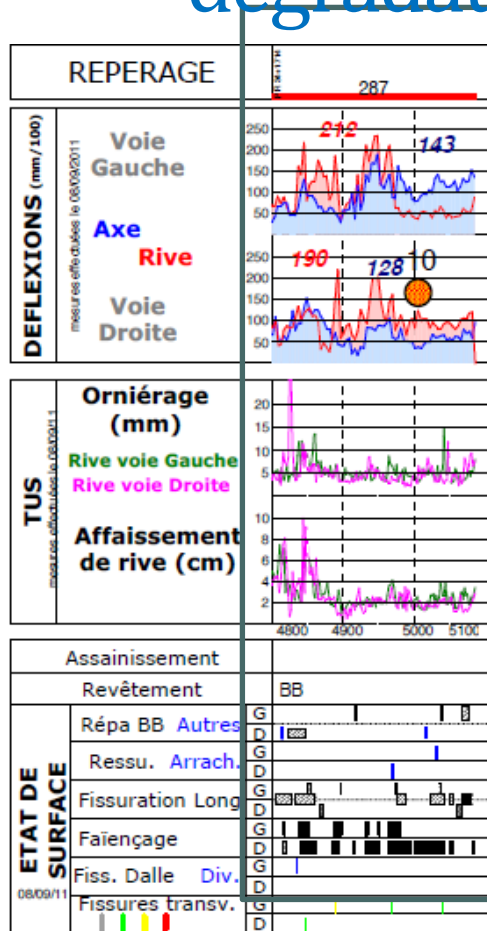 REPERAGE
287
DEFLEXIONS (mm/100)
mesures effectuées le 08/09/2011
Voie
Gauche
Axe
Rive
Voie
Droite
250
200
150
100
50
212
143
250
200
150
100
50
190
128
10
TUS
mesures effectuées le 08/09/11
Orniérage
(mm)
Rive voie Gauche
Rive voie Droite
Affaissement
de rive (cm)
20
15
10
5
10
8
6
4
2
4800 4900 5000 5100
Assainissement
Revêtement BB
ETAT DE
SURFACE
08/09/11
Répa BB Autres G
D
Ressu. Arrach. G
D
Fissuration Long G
D
Faïençage G
D
Fiss. Dalle Div. G
D
Fissures transv. G
D